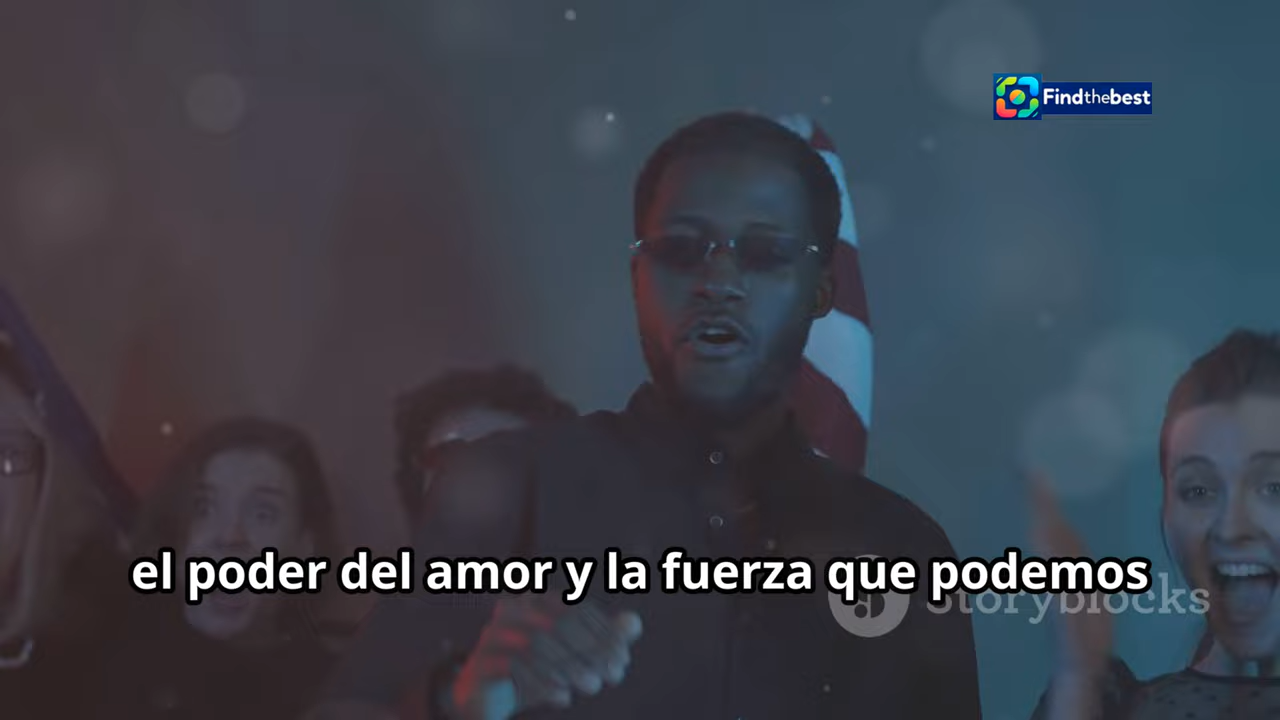 Findthebest
el poder del amor y la fuerza que podemos
Storyblocks